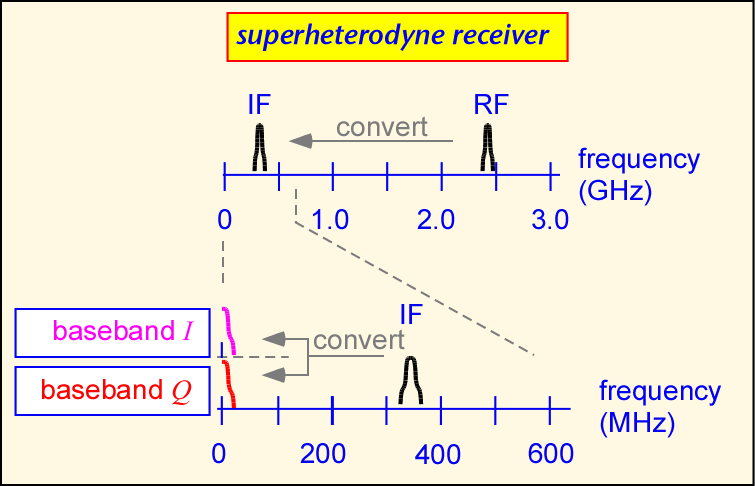 superheterodyne receiver
IF
RF
convert
frequency
(GHz)
0
1.0
2.0
3.0
baseband I
IF
convert
baseband Q
frequency
(MHz)
0
200
400
600